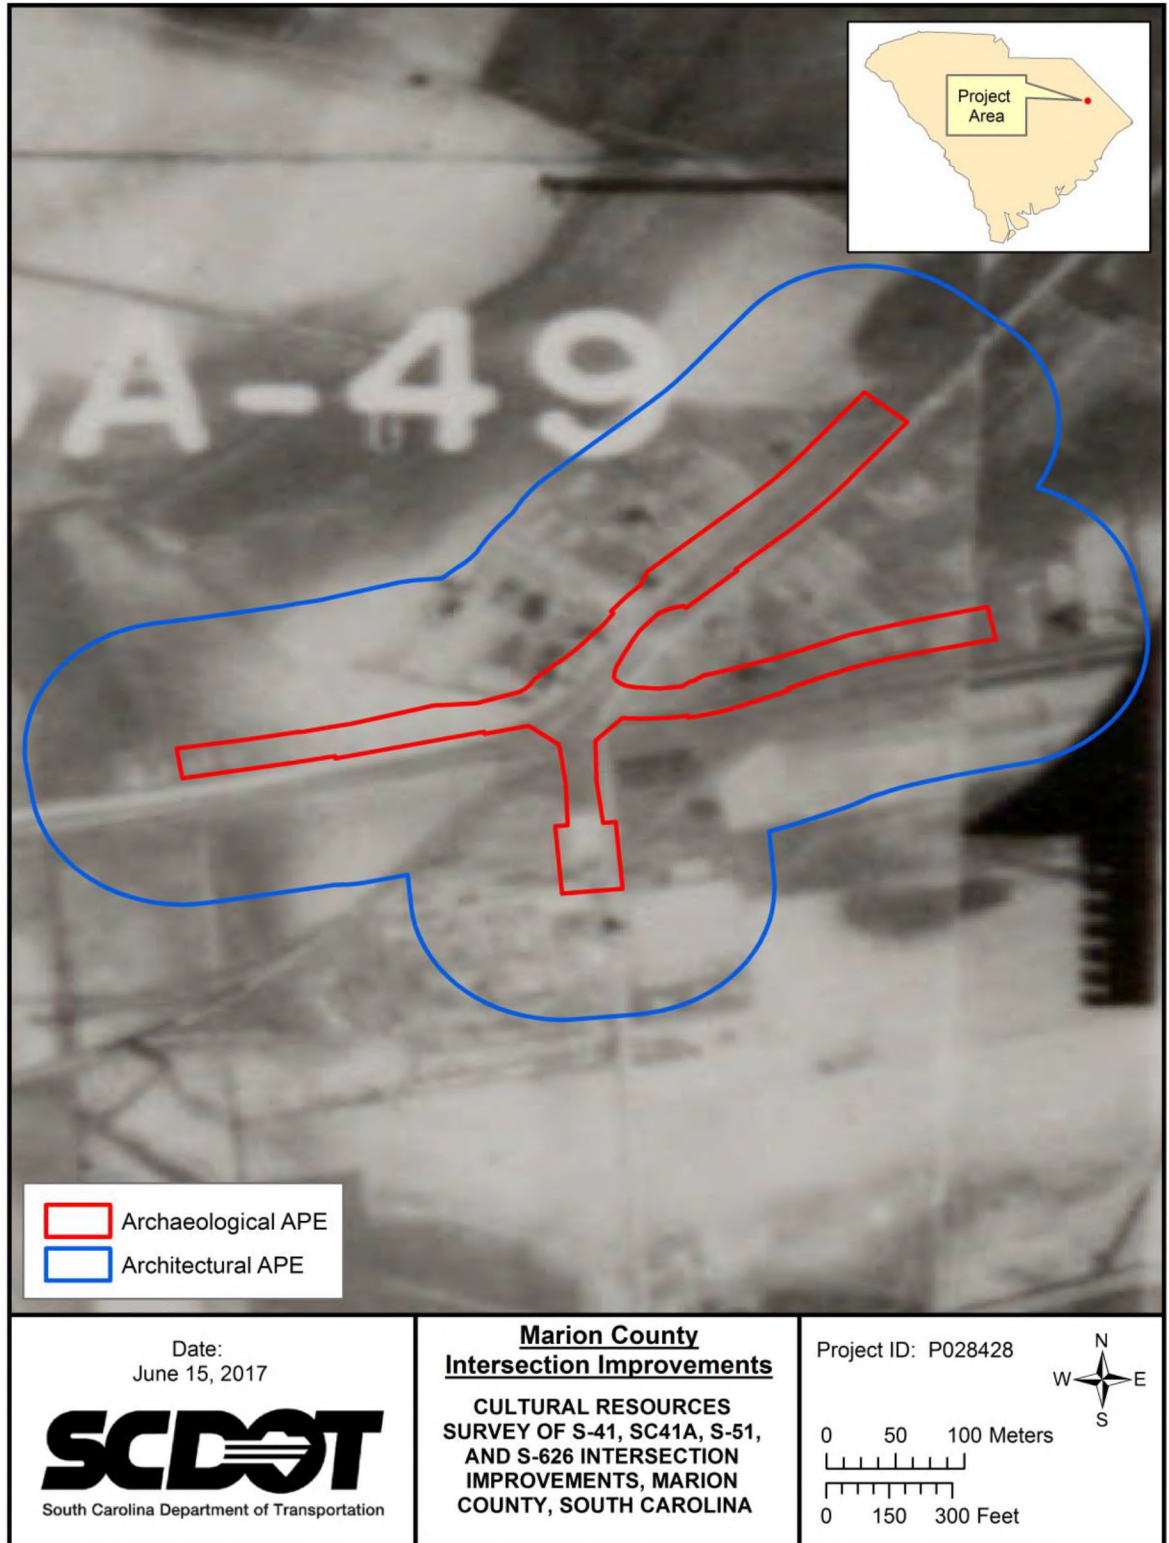 Project
Area
A-49
Archaeological APE
Architectural APE
Date:
June 15, 2017
SCDOT
South Carolina Department of Transportation
Marion County
Intersection Improvements
CULTURAL RESOURCES
SURVEY OF S-41, SC41A, S-51,
AND S-626 INTERSECTION
IMPROVEMENTS, MARION
COUNTY, SOUTH CAROLINA
Project ID: P028428
N
W E
S
0 50 100 Meters
0 150 300 Feet